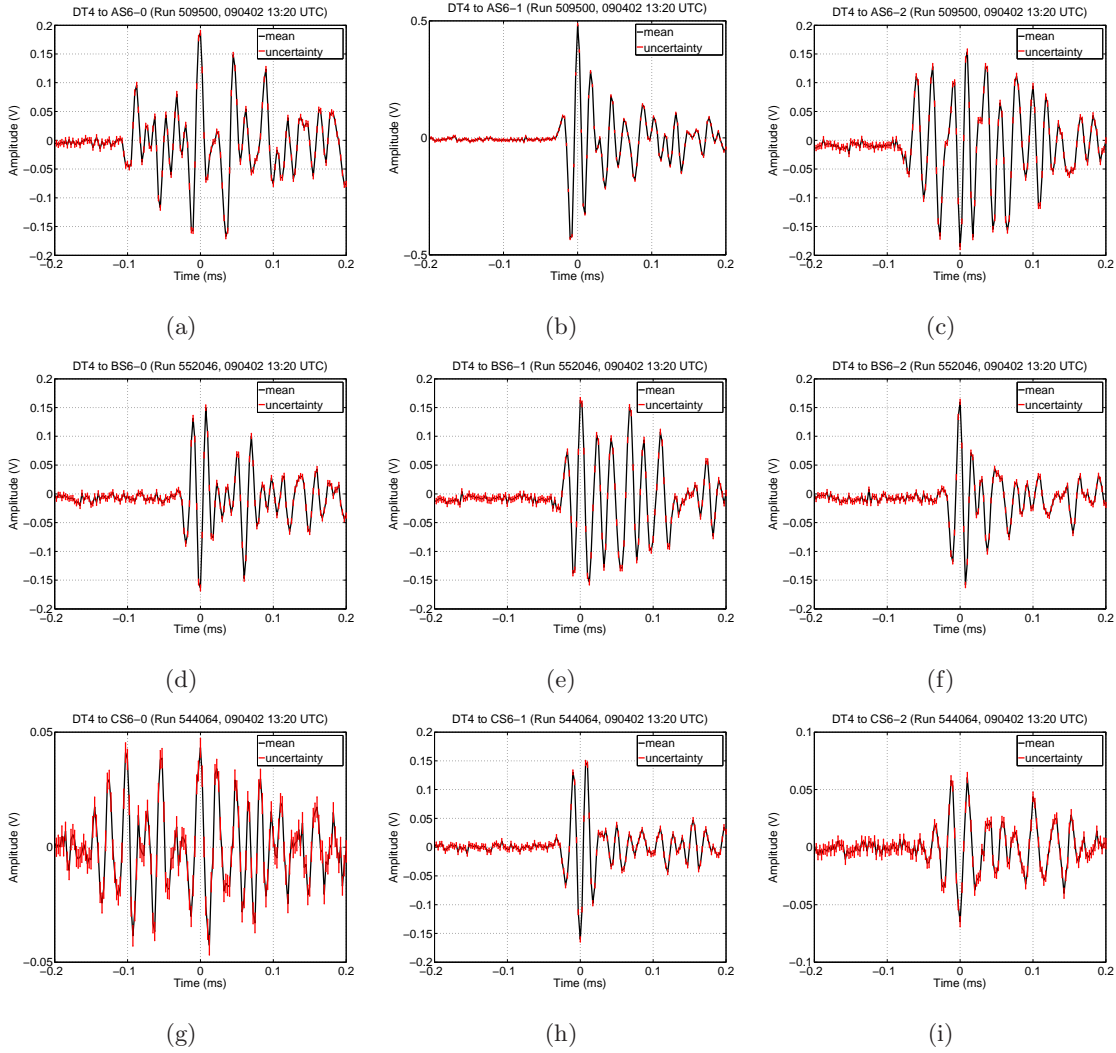 DT4 to AS6−0 (Run 509500, 090402 13:20 UTC)
0.2
0.15
0.1
0.05
0
−0.05
−0.1
−0.15
−0.2
−0.2
−0.1
0
0.1
0.2
Amplitude (V)
Time (ms)
mean
uncertainty
(a)
DT4 to AS6−1 (Run 509500, 090402 13:20 UTC)
0.5
0
−0.5
−0.2
−0.1
0
0.1
0.2
Amplitude (V)
Time (ms)
mean
uncertainty
(b)
DT4 to AS6−2 (Run 509500, 090402 13:20 UTC)
0.2
0.15
0.1
0.05
0
−0.05
−0.1
−0.15
−0.2
−0.2
−0.1
0
0.1
0.2
Amplitude (V)
Time (ms)
mean
uncertainty
(c)
DT4 to BS6−0 (Run 552046, 090402 13:20 UTC)
0.2
0.15
0.1
0.05
0
−0.05
−0.1
−0.15
−0.2
−0.2
−0.1
0
0.1
0.2
Amplitude (V)
Time (ms)
mean
uncertainty
(d)
DT4 to BS6−1 (Run 552046, 090402 13:20 UTC)
0.2
0.15
0.1
0.05
0
−0.05
−0.1
−0.15
−0.2
−0.2
−0.1
0
0.1
0.2
Amplitude (V)
Time (ms)
mean
uncertainty
(e)
DT4 to BS6−2 (Run 552046, 090402 13:20 UTC)
0.2
0.15
0.1
0.05
0
−0.05
−0.1
−0.15
−0.2
−0.2
−0.1
0
0.1
0.2
Amplitude (V)
Time (ms)
mean
uncertainty
(f)
DT4 to CS6−0 (Run 544064, 090402 13:20 UTC)
0.05
0
−0.05
−0.2
−0.1
0
0.1
0.2
Amplitude (V)
Time (ms)
mean
uncertainty
(g)
DT4 to CS6−1 (Run 544064, 090402 13:20 UTC)
0.2
0.15
0.1
0.05
0
−0.05
−0.1
−0.15
−0.2
−0.2
−0.1
0
0.1
0.2
Amplitude (V)
Time (ms)
mean
uncertainty
(h)
DT4 to CS6−2 (Run 544064, 090402 13:20 UTC)
0.1
0.05
0
−0.05
−0.1
−0.2
−0.1
0
0.1
0.2
Amplitude (V)
Time (ms)
mean
uncertainty
(i)